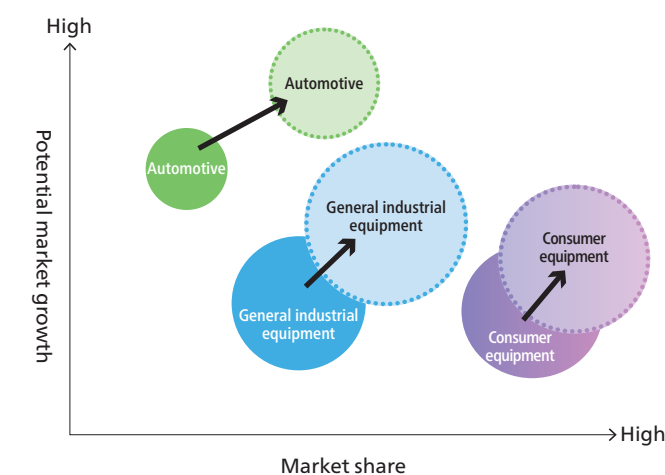 High
Potential market growth
Automotive
Automotive
General industrial
equipment
General industrial
equipment
Consumer
equipment
Consumer
equipment
High
Market share